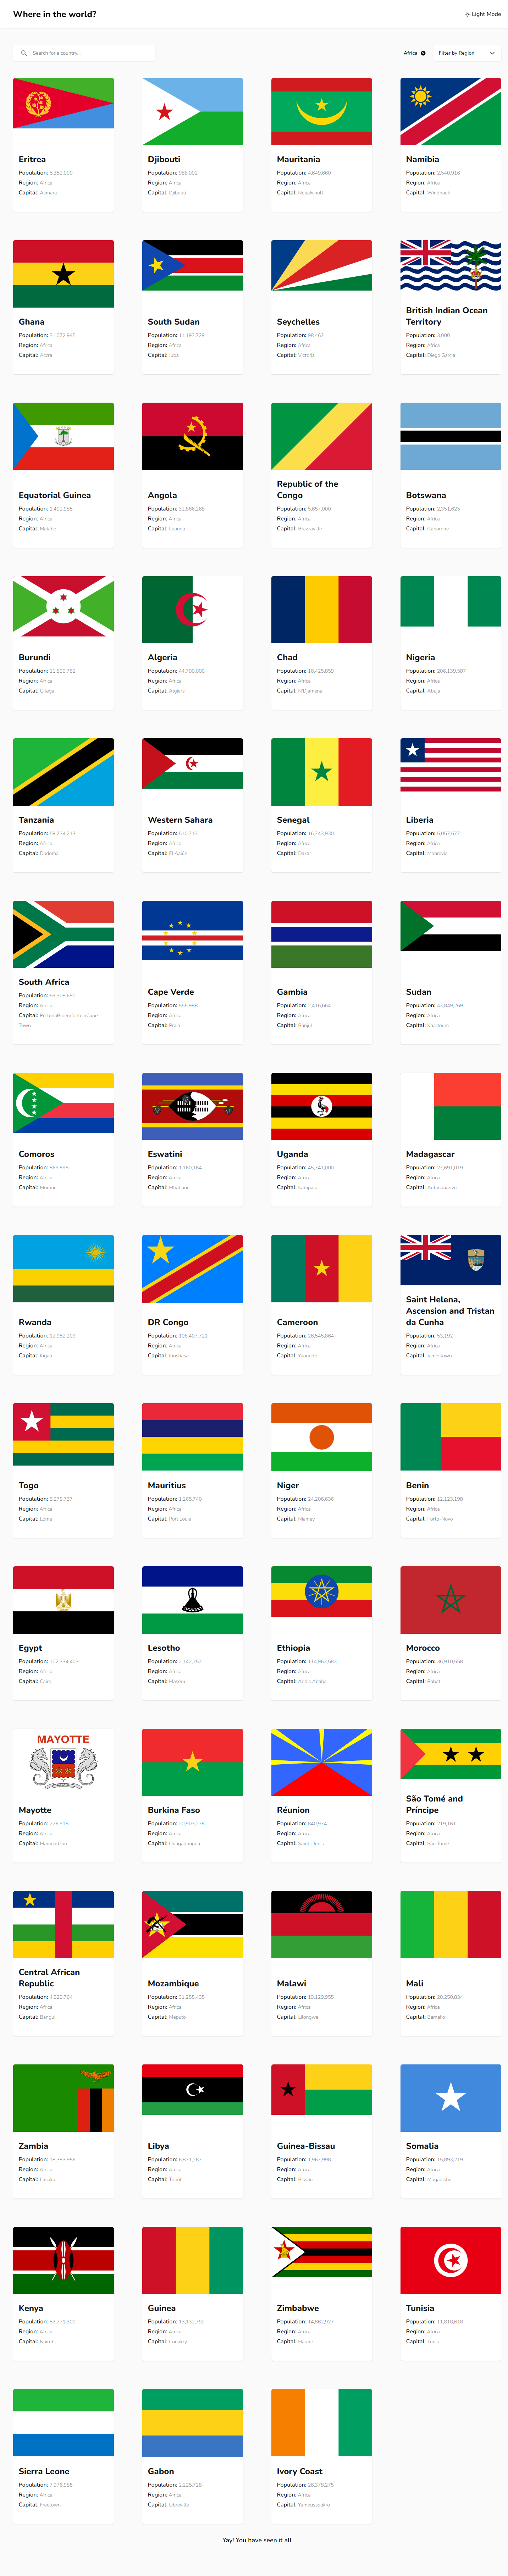 Where in the world?
Light Mode
Search for a country...
Africa
Filter by Region
Eritrea
Population: 5,352,000
Region: Africa
Capital: Asmara
Djibouti
Population: 988,002
Region: Africa
Capital: Djibouti
Mauritania
Population: 4,649,660
Region: Africa
Capital: Nouakchott
Namibia
Population: 2,540,916
Region: Africa
Capital: Windhoek
Ghana
Population: 31,072,945
Region: Africa
Capital: Accra
South Sudan
Population: 11,193,729
Region: Africa
Capital: Juba
Seychelles
Population: 98,462
Region: Africa
Capital: Victoria
British Indian Ocean
Territory
Population: 3,000
Region: Africa
Capital: Diego Garcia
Equatorial Guinea
Population: 1,402,985
Region: Africa
Capital: Malabo
Angola
Population: 32,866,268
Region: Africa
Capital: Luanda
Republic of the
Congo
Population: 5,657,000
Region: Africa
Capital: Brazzaville
Botswana
Population: 2,351,625
Region: Africa
Capital: Gaborone
Burundi
Population: 11,890,781
Region: Africa
Capital: Gitega
Algeria
Population: 44,700,000
Region: Africa
Capital: Algiers
Chad
Population: 16,425,859
Region: Africa
Capital: N'Djamena
Nigeria
Population: 206,139,587
Region: Africa
Capital: Abuja
Tanzania
Population: 59,734,213
Region: Africa
Capital: Dodoma
Western Sahara
Population: 510,713
Region: Africa
Capital: El Aaiún
Senegal
Population: 16,743,930
Region: Africa
Capital: Dakar
Liberia
Population: 5,057,677
Region: Africa
Capital: Monrovia
South Africa
Population: 59,308,690
Region: Africa
Capital: PretoriaBloemfonteinCape
Town
Cape Verde
Population: 555,988
Region: Africa
Capital: Praia
Gambia
Population: 2,416,664
Region: Africa
Capital: Banjul
Sudan
Population: 43,849,269
Region: Africa
Capital: Khartoum
Comoros
Population: 869,595
Region: Africa
Capital: Moroni
Eswatini
Population: 1,160,164
Region: Africa
Capital: Mbabane
Uganda
Population: 45,741,000
Region: Africa
Capital: Kampala
Madagascar
Population: 27,691,019
Region: Africa
Capital: Antananarivo
Rwanda
Population: 12,952,209
Region: Africa
Capital: Kigali
DR Congo
Population: 108,407,721
Region: Africa
Capital: Kinshasa
Cameroon
Population: 26,545,864
Region: Africa
Capital: Yaoundé
Saint Helena,
Ascension and Tristan
da Cunha
Population: 53,192
Region: Africa
Capital: Jamestown
Togo
Population: 8,278,737
Region: Africa
Capital: Lomé
Mauritius
Population: 1,265,740
Region: Africa
Capital: Port Louis
Niger
Population: 24,206,636
Region: Africa
Capital: Niamey
Benin
Population: 12,123,198
Region: Africa
Capital: Porto-Novo
Egypt
Population: 102,334,403
Region: Africa
Capital: Cairo
Lesotho
Population: 2,142,252
Region: Africa
Capital: Maseru
Ethiopia
Population: 114,963,583
Region: Africa
Capital: Addis Ababa
Morocco
Population: 36,910,558
Region: Africa
Capital: Rabat
MAYOTTE
Mayotte
Population: 226,915
Region: Africa
Capital: Mamoudzou
Burkina Faso
Population: 20,903,278
Region: Africa
Capital: Ouagadougou
Réunion
Population: 840,974
Region: Africa
Capital: Saint-Denis
São Tomé and
Príncipe
Population: 219,161
Region: Africa
Capital: São Tomé
Central African
Republic
Population: 4,829,764
Region: Africa
Capital: Bangui
Mozambique
Population: 31,255,435
Region: Africa
Capital: Maputo
Malawi
Population: 19,129,955
Region: Africa
Capital: Lilongwe
Mali
Population: 20,250,834
Region: Africa
Capital: Bamako
Zambia
Population: 18,383,956
Region: Africa
Capital: Lusaka
Libya
Population: 6,871,287
Region: Africa
Capital: Tripoli
Guinea-Bissau
Population: 1,967,998
Region: Africa
Capital: Bissau
Somalia
Population: 15,893,219
Region: Africa
Capital: Mogadishu
Kenya
Population: 53,771,300
Region: Africa
Capital: Nairobi
Guinea
Population: 13,132,792
Region: Africa
Capital: Conakry
Zimbabwe
Population: 14,862,927
Region: Africa
Capital: Harare
Tunisia
Population: 11,818,618
Region: Africa
Capital: Tunis
Sierra Leone
Population: 7,976,985
Region: Africa
Capital: Freetown
Gabon
Population: 2,225,728
Region: Africa
Capital: Libreville
Ivory Coast
Population: 26,378,275
Region: Africa
Capital: Yamoussoukro
Yay! You have seen it all